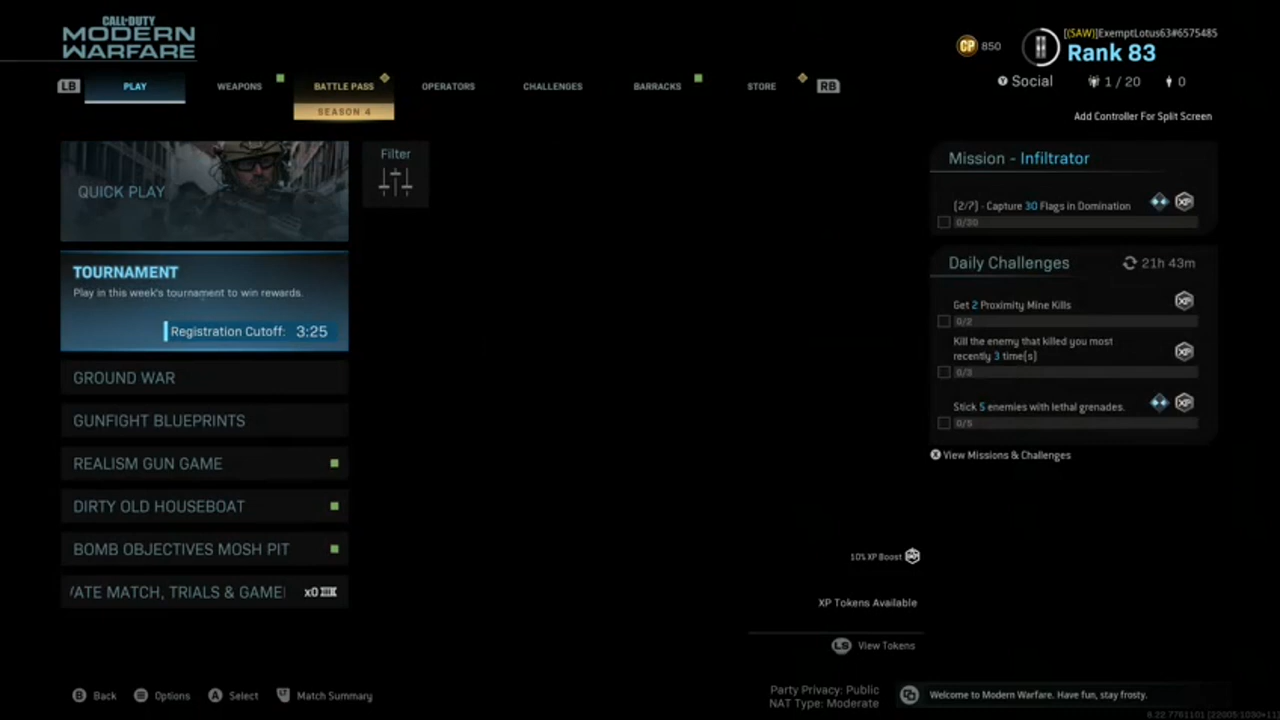 CALL OF DUTY
MODERN
WARFARE
CP 850
[(SAW)]ExemptLotus63#6575485
Rank 83
Y Social 1 / 20 0
LB PLAY WEAPONS BATTLE PASS OPERATORS CHALLENGES BARRACKS STORE RB
SEASON 4
Add Controller For Split Screen
QUICK PLAY
Filter
TOURNAMENT
Play in this week's tournament to win rewards.
Registration Cutoff: 3:25
GROUND WAR
GUNFIGHT BLUEPRINTS
REALISM GUN GAME
DIRTY OLD HOUSEBOAT
BOMB OBJECTIVES MOSH PIT
VATE MATCH, TRIALS & GAME x0
Mission - Infiltrator
(2/7) - Capture 30 Flags in Domination XP
0/30
Daily Challenges 21h 43m
Get 2 Proximity Mine Kills XP
0/2
Kill the enemy that killed you most
recently 3 time(s) XP
0/3
Stick 5 enemies with lethal grenades. XP
0/5
X View Missions & Challenges
10% XP Boost
XP Tokens Available
LS View Tokens
B Back Options A Select LT Match Summary
Party Privacy: Public
NAT Type: Moderate
Welcome to Modern Warfare. Have fun, stay frosty.